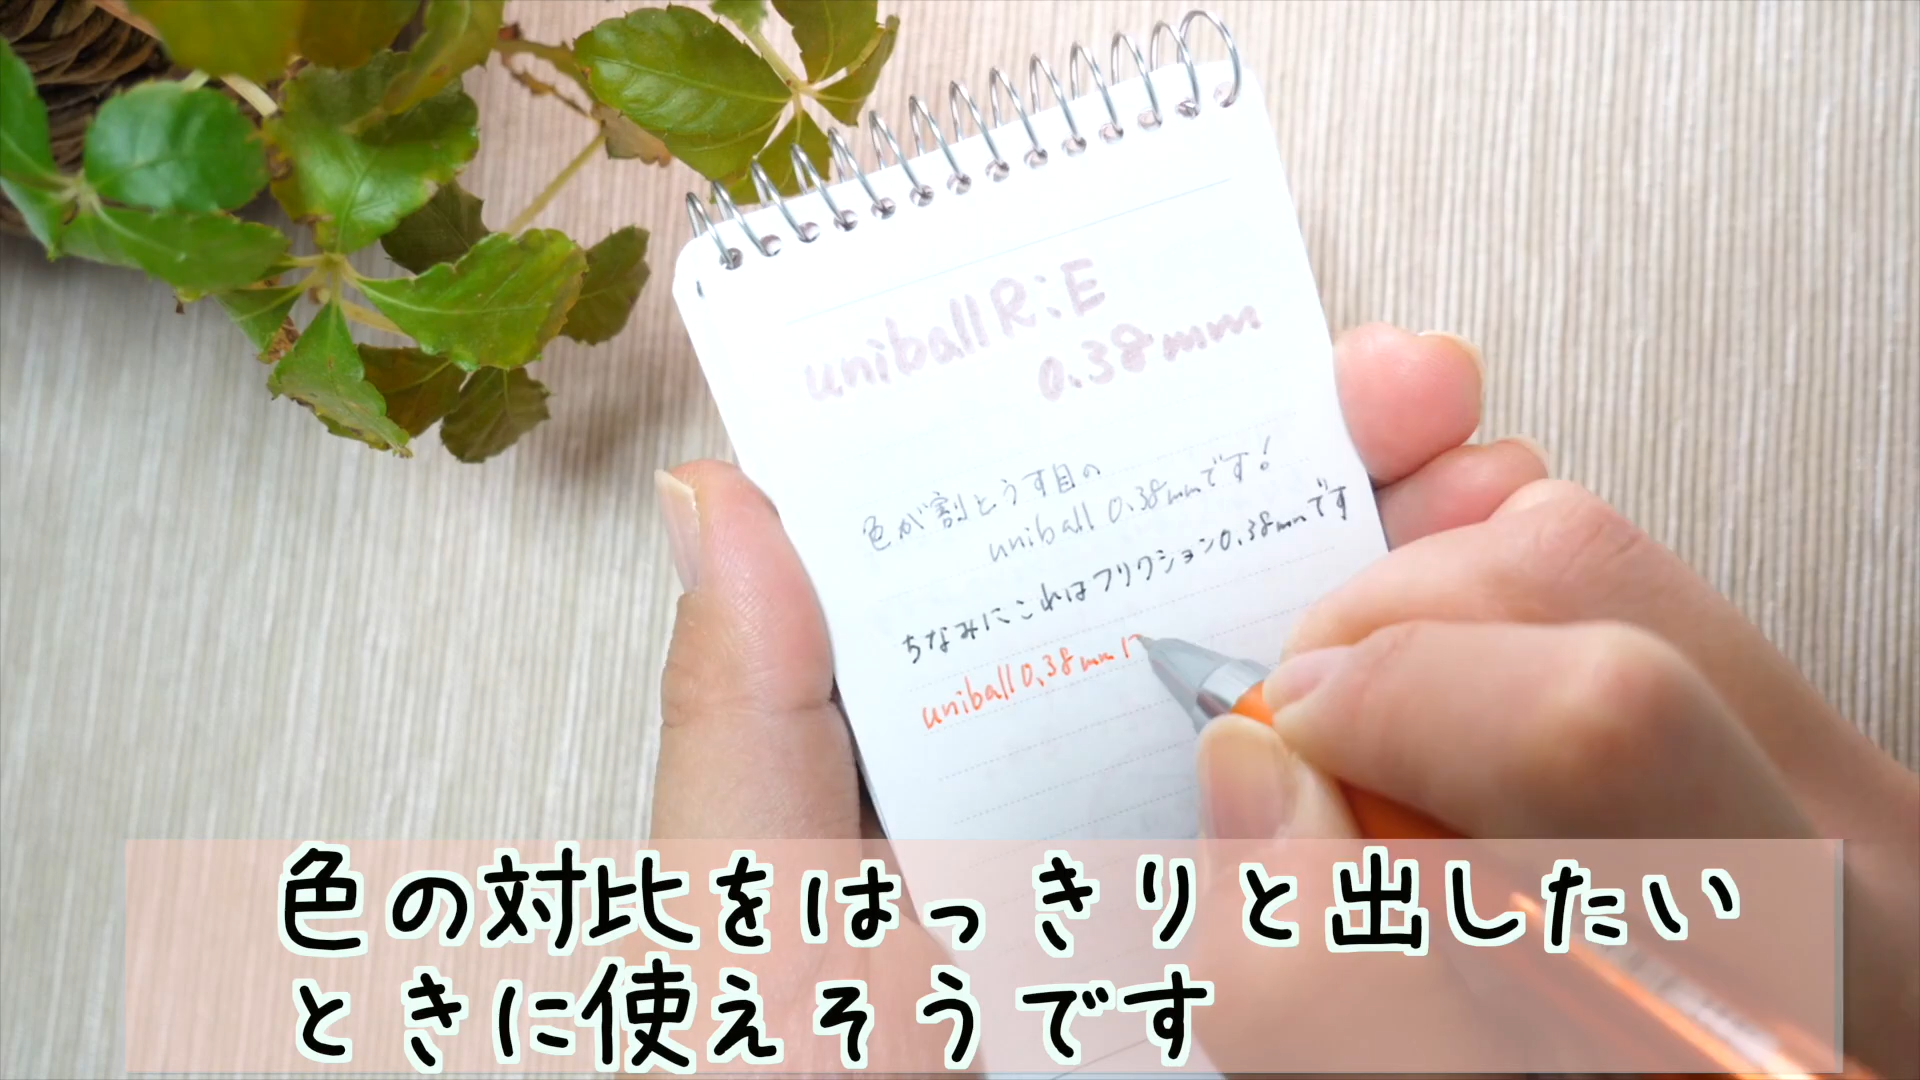 uniball R:E
0.38mm
色が割とうす目の
uniball 0.38mmです!
ちなみにこれはフリクション0.38mmです
uniball 0.38mm
色の対比をはっきりと出したい
ときに使えそうです